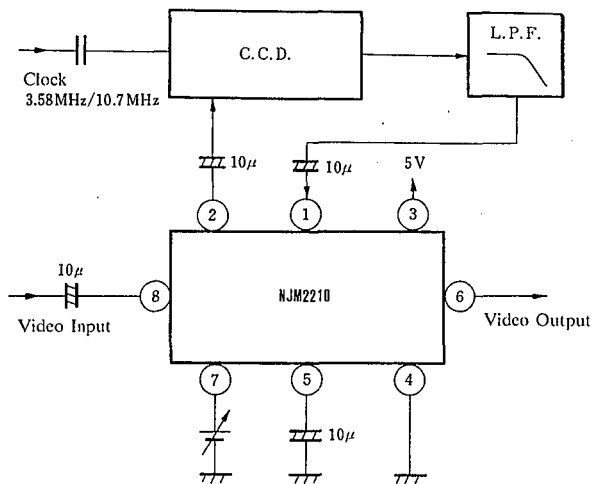 C.C.D.
L.P.F.
Clock
3.58MHz/10.7MHz
10μ
10μ
5V
2
1
3
10μ
8
NJM2210
6
Video Input
Video Output
7
5
4
10μ